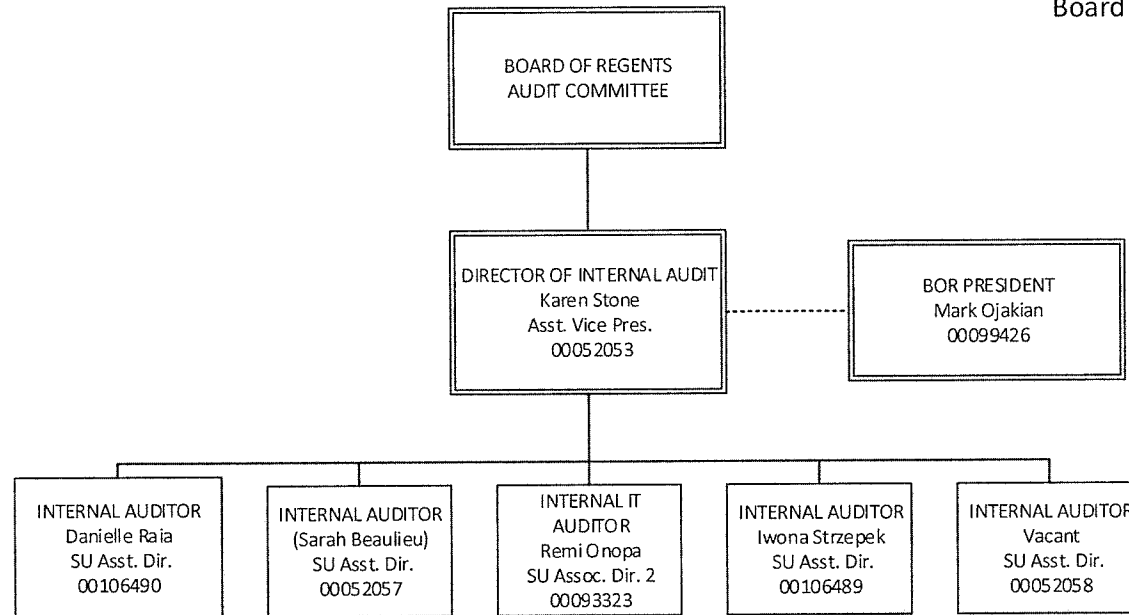 Board
BOARD OF REGENTS
AUDIT COMMITTEE
DIRECTOR OF INTERNAL AUDIT
Karen Stone
Asst. Vice Pres.
00052053
BOR PRESIDENT
Mark Ojakian
00099426
INTERNAL AUDITOR
Danielle Raia
SU Asst. Dir.
00106490
INTERNAL AUDITOR
(Sarah Beaulieu)
SU Asst. Dir.
00052057
INTERNAL IT
AUDITOR
Remi Onopa
SU Assoc. Dir. 2
00093323
INTERNAL AUDITOR
Iwona Strzepek
SU Asst. Dir.
00106489
INTERNAL AUDITOR
Vacant
SU Asst. Dir.
00052058